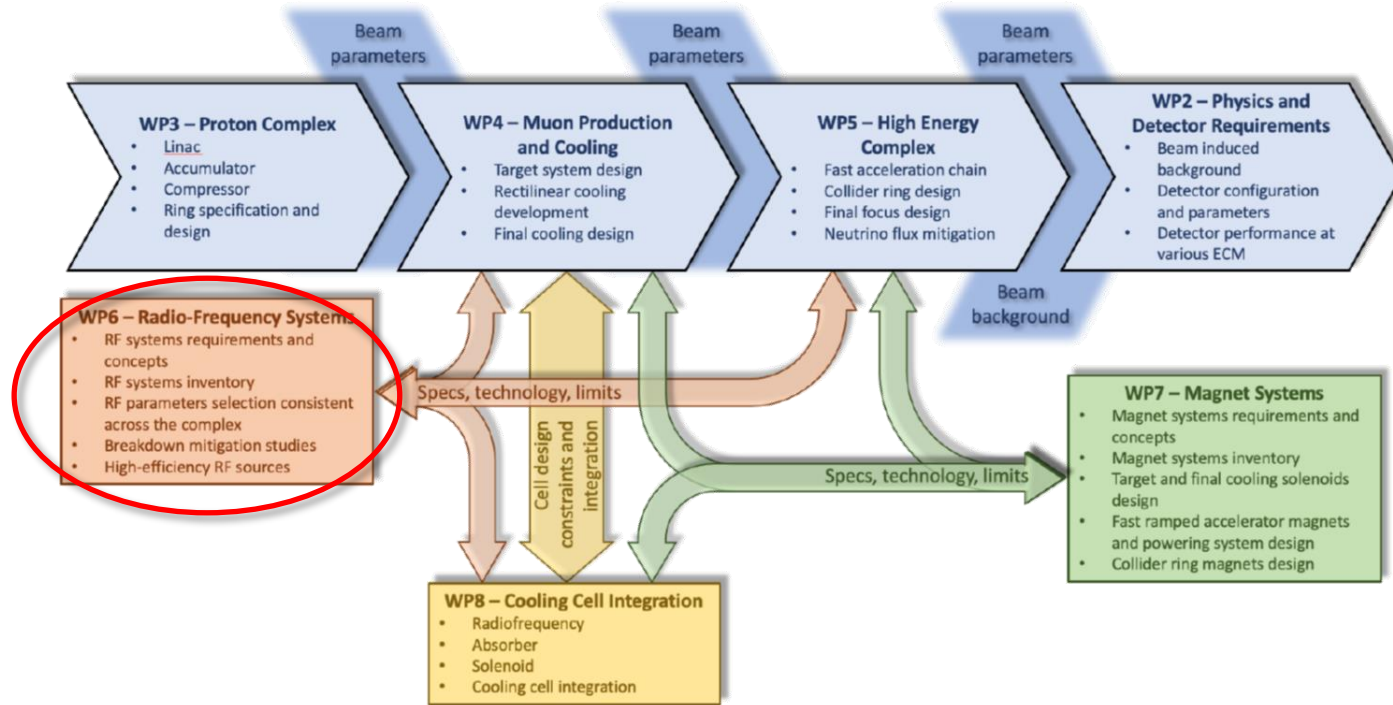 Beam
parameters
Beam
parameters
Beam
parameters
WP3 – Proton Complex
• Linac
• Accumulator
• Compressor
• Ring specification and
design
WP4 – Muon Production
and Cooling
• Target system design
• Rectilinear cooling
development
• Final cooling design
WP5 – High Energy
Complex
• Fast acceleration chain
• Collider ring design
• Final focus design
• Neutrino flux mitigation
WP2 – Physics and
Detector Requirements
• Beam induced
background
• Detector configuration
and parameters
• Detector performance at
various ECM
Beam
background
WP6 – Radio-Frequency Systems
• RF systems requirements and
concepts
• RF systems inventory
• RF parameters selection consistent
across the complex
• Breakdown mitigation studies
• High-efficiency RF sources
Specs, technology, limits
Cell design
constraints and
integration
Specs, technology, limits
WP7 – Magnet Systems
• Magnet systems requirements and
concepts
• Magnet systems inventory
• Target and final cooling solenoids
design
• Fast ramped accelerator magnets
and powering system design
• Collider ring magnets design
WP8 – Cooling Cell Integration
• Radiofrequency
• Absorber
• Solenoid
• Cooling cell integration